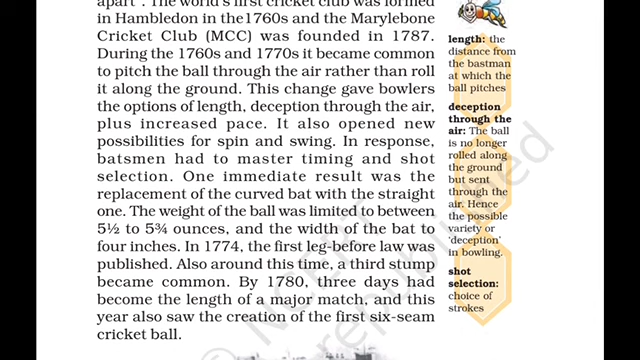 apart". The world's first cricket club was formed
in Hambledon in the 1760s and the Marylebone
Cricket Club (MCC) was founded in 1787.
During the 1760s and 1770s it became common
to pitch the ball through the air rather than roll
it along the ground. This change gave bowlers
the options of length, deception through the air,
plus increased pace. It also opened new
possibilities for spin and swing. In response,
batsmen had to master timing and shot
selection. One immediate result was the
replacement of the curved bat with the straight
one. The weight of the ball was limited to between
5½ to 5¾ ounces, and the width of the bat to
four inches. In 1774, the first leg-before law was
published. Also around this time, a third stump
became common. By 1780, three days had
become the length of a major match, and this
year also saw the creation of the first six-seam
cricket ball.
length: the
distance from
the bastman
at which the
ball pitches
deception
through the
air: The ball
is no longer
rolled along
the ground
but sent
through the
air. Hence
the possible
variety or
'deception'
in bowling.
shot
selection:
choice of
strokes
© NCERT
republished